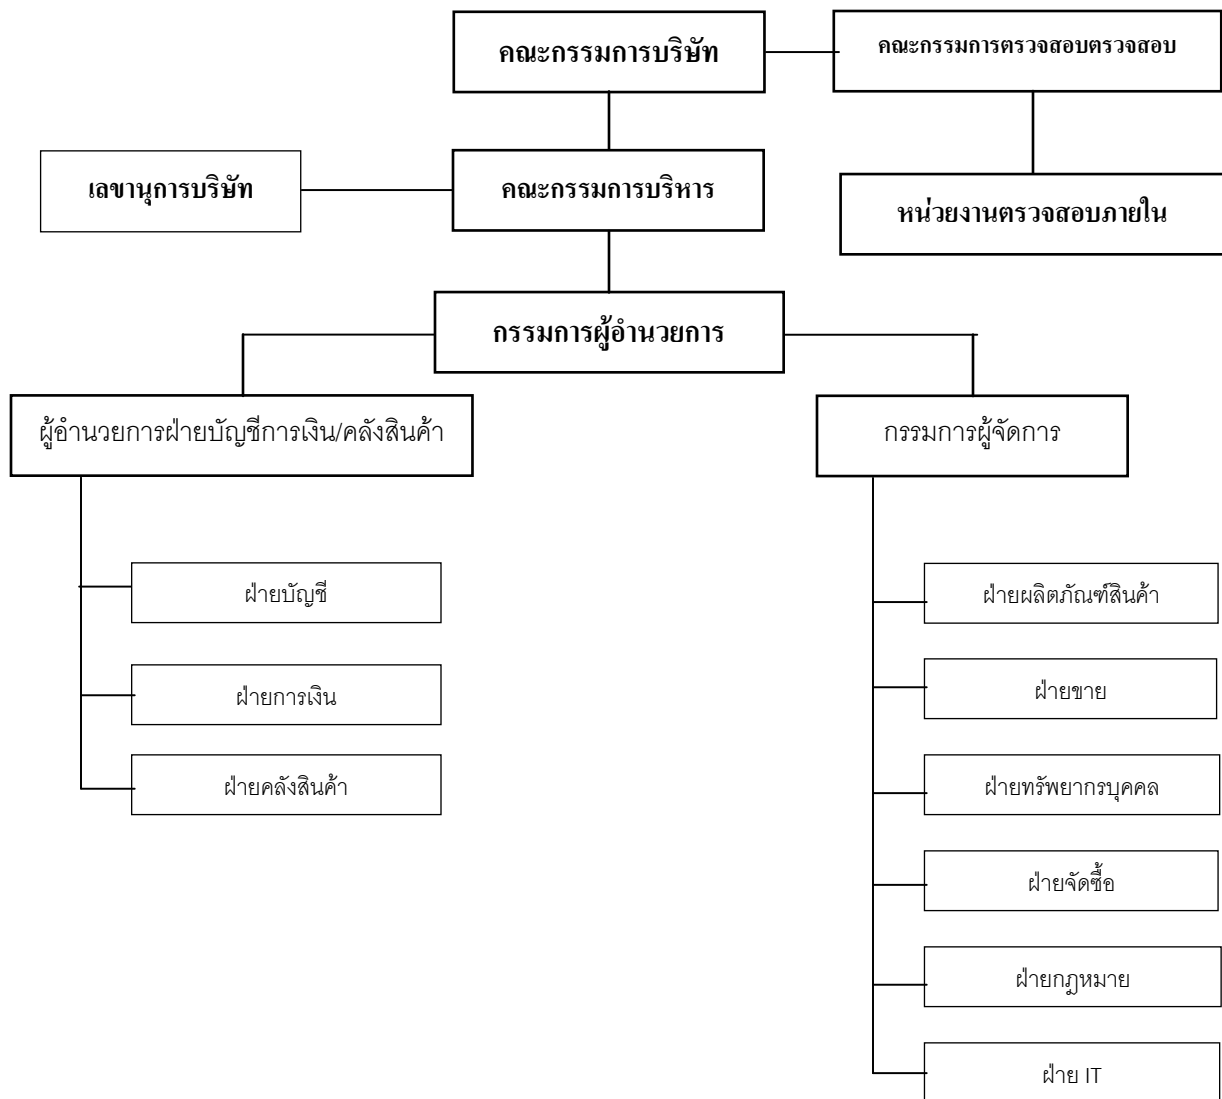 คณะกรรมการบริษัท
คณะกรรมการตรวจสอบตรวจสอบ
เลขานุการบริษัท
คณะกรรมการบริหาร
หน่วยงานตรวจสอบภายใน
กรรมการผู้อำนวยการ
ผู้อำนวยการฝ่ายบัญชีการเงิน/คลังสินค้า
กรรมการผู้จัดการ
ฝ่ายบัญชี
ฝ่ายการเงิน
ฝ่ายคลังสินค้า
ฝ่ายผลิตภัณฑ์สินค้า
ฝ่ายขาย
ฝ่ายทรัพยากรบุคคล
ฝ่ายจัดซื้อ
ฝ่ายกฎหมาย
ฝ่าย IT